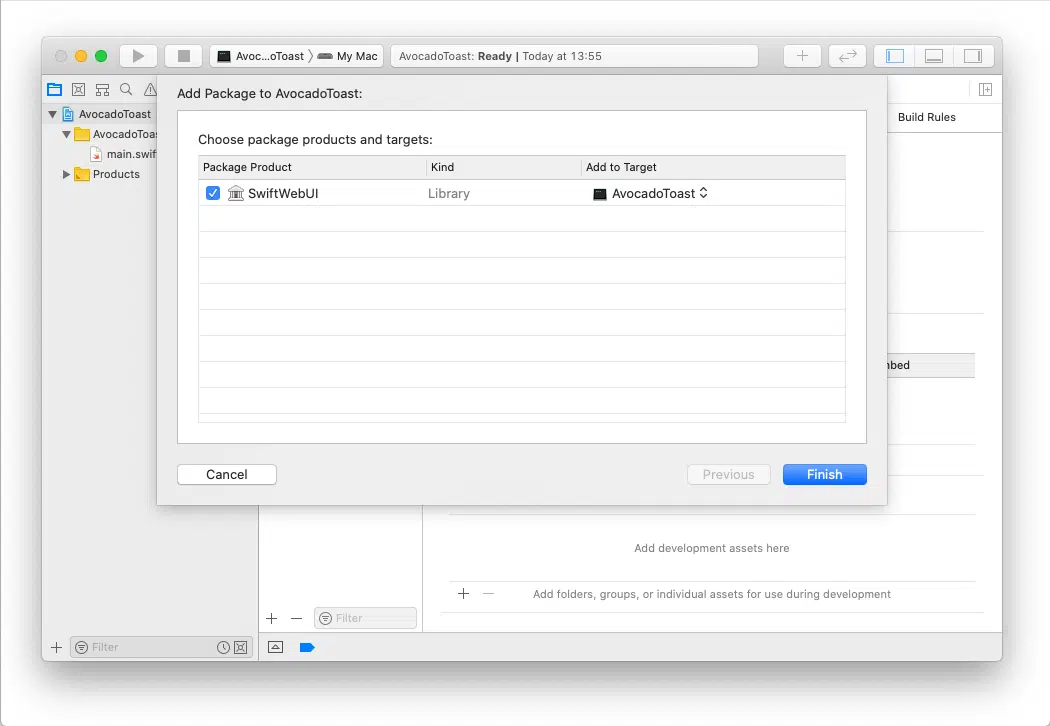 Avoc...oToast 〉 My Mac
AvocadoToast: Ready | Today at 13:55
Add Package to AvocadoToast:
AvocadoToast
AvocadoToas
main.swif
Products
Build Rules
Choose package products and targets:
Package Product Kind Add to Target
SwiftWebUI Library AvocadoToast
mbed
Cancel Previous Finish
Add development assets here
Add folders, groups, or individual assets for use during development
Filter
Filter